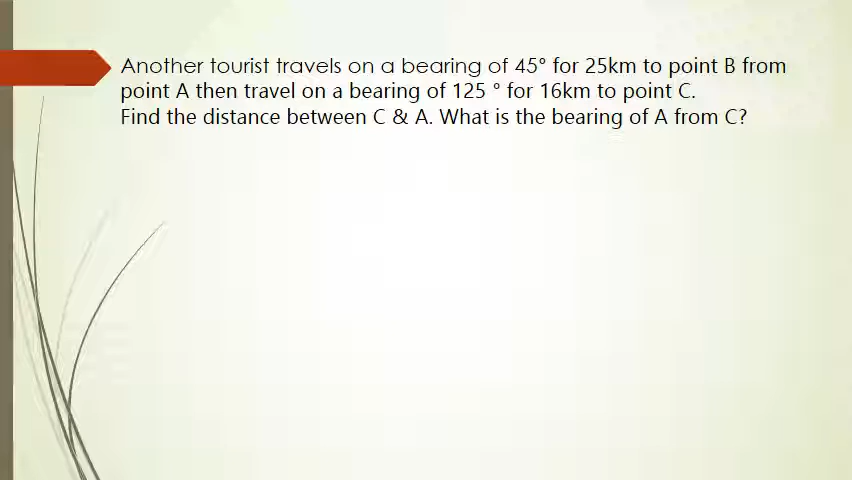 Another tourist travels on a bearing of 45° for 25km to point B from
point A then travel on a bearing of 125 ° for 16km to point C.
Find the distance between C & A. What is the bearing of A from C?